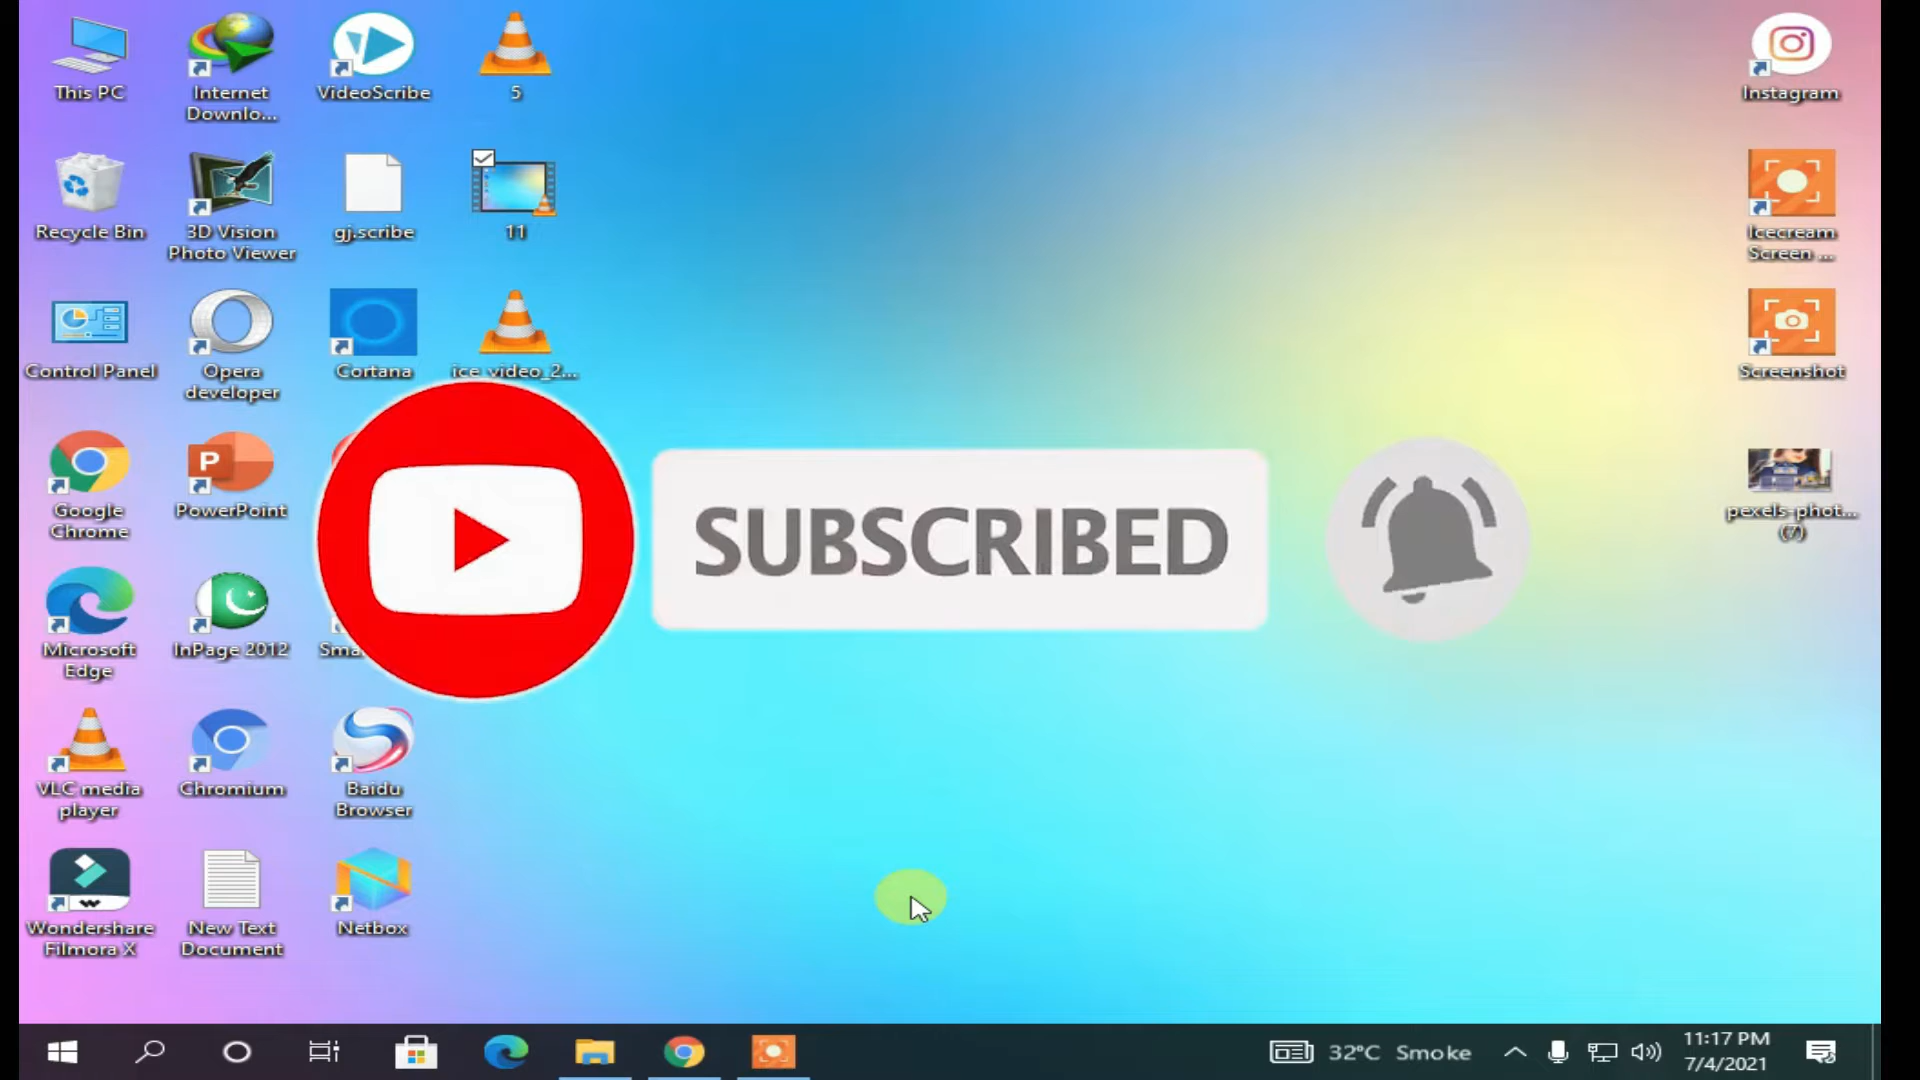 This PC
Internet
Downlo...
VideoScribe
5
Instagram
Recycle Bin
3D Vision
Photo Viewer
gj.scribe
11
Icecream
Screen ...
Control Panel
Opera
developer
Cortana
ice_video_2...
Screenshot
Google
Chrome
P
PowerPoint
pexels-phot...
(7)
SUBSCRIBED
Microsoft
Edge
InPage 2012
Sma
VLC media
player
Chromium
Baidu
Browser
Wondershare
Filmora X
New Text
Document
Netbox
32°C Smoke
11:17 PM
7/4/2021